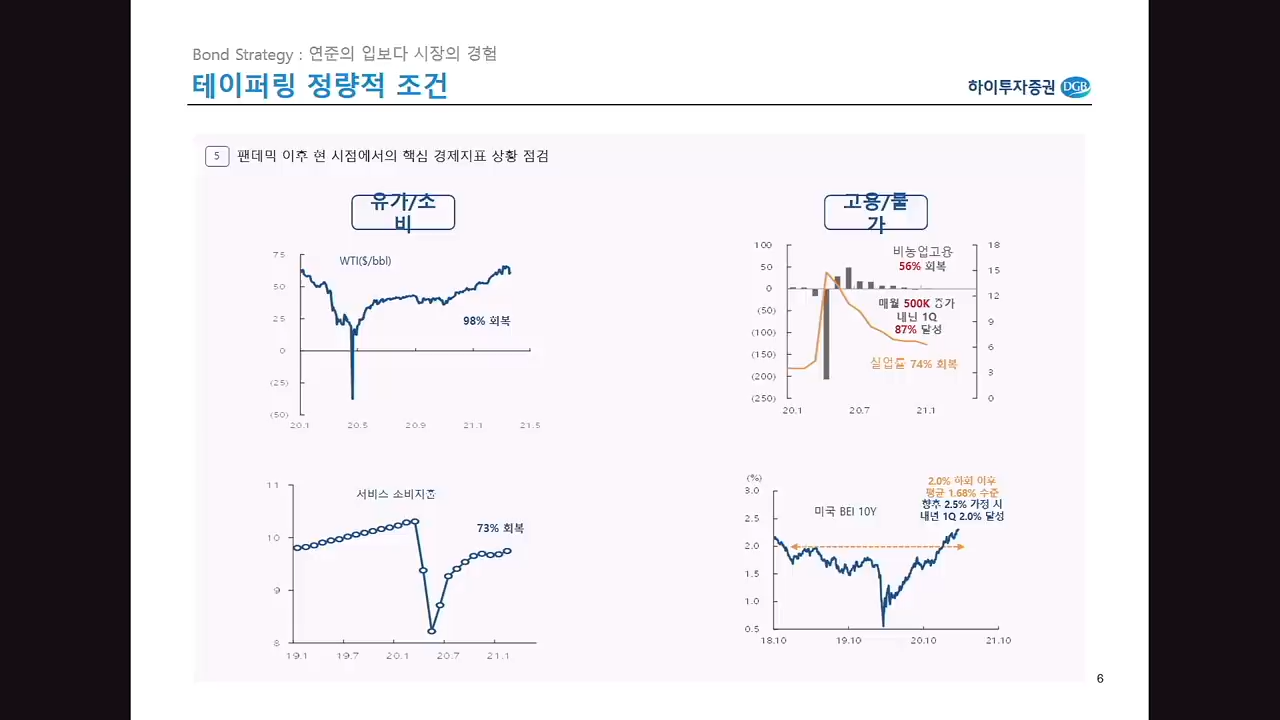 Bond Strategy : 연준의 입보다 시장의 경험
테이퍼링 정량적 조건
하이투자증권 DGB
5 팬데믹 이후 현 시점에서의 핵심 경제지표 상황 점검
유가/소
비
WTI($/bbl)
75
50
25
0
(25)
(50)
98% 회복
20.1 20.5 20.9 21.1 21.5
고용/물
가
100
50
0
(50)
(100)
(150)
(200)
(250)
18
15
12
9
6
3
0
비농업고용
56% 회복
매월 500K 증가
내년 1Q
87% 달성
실업률 74% 회복
20.1 20.7 21.1
서비스 소비지출
11
10
9
8
73% 회복
19.1 19.7 20.1 20.7 21.1
(%)
3.0
2.5
2.0
1.5
1.0
0.5
미국 BEI 10Y
2.0% 하회 이후
평균 1.68% 수준
향후 2.5% 가정 시
내년 1Q 2.0% 달성
18.10 19.10 20.10 21.10
6